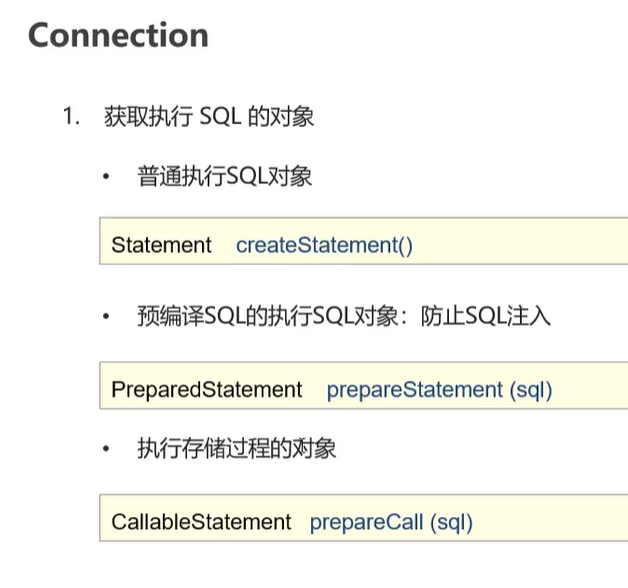 Connection
1. 获取执行 SQL 的对象
• 普通执行SQL对象
Statement createStatement()
• 预编译SQL的执行SQL对象：防止SQL注入
PreparedStatement prepareStatement (sql)
• 执行存储过程的对象
CallableStatement prepareCall (sql)